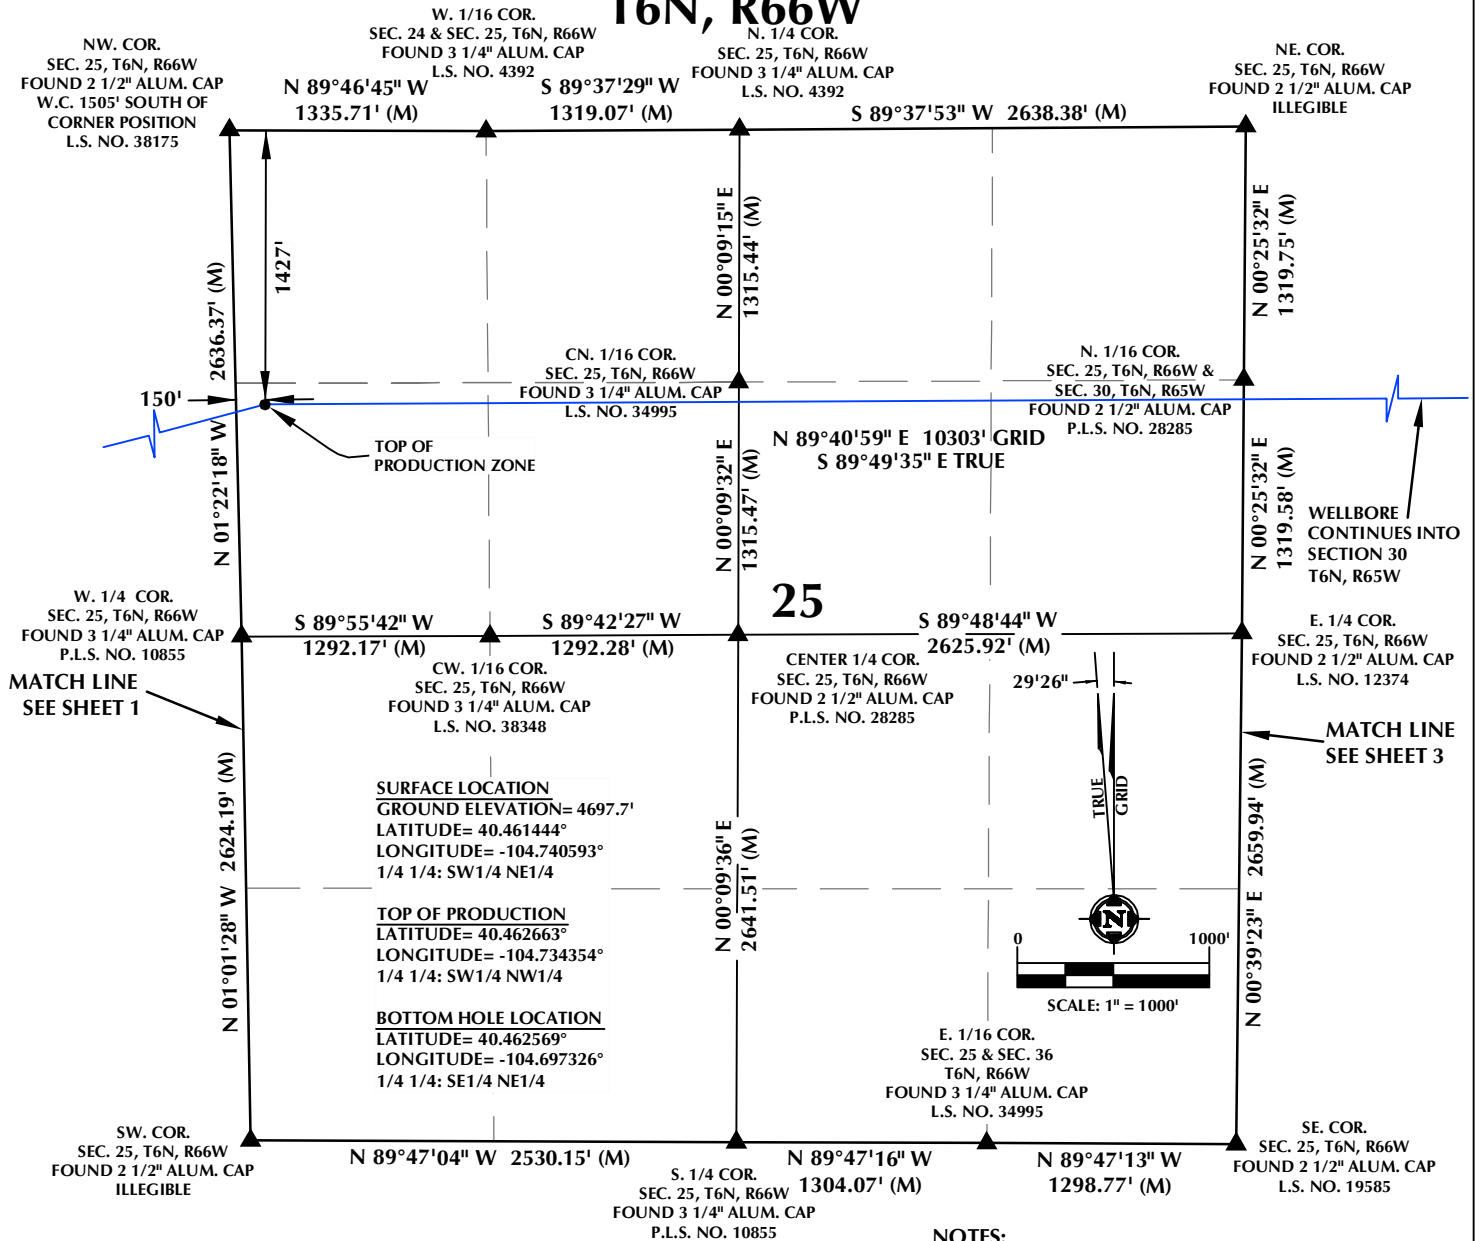 T6N, R66W
W. 1/16 COR.
SEC. 24 & SEC. 25, T6N, R66W
FOUND 3 1/4" ALUM. CAP
L.S. NO. 4392
NW. COR.
SEC. 25, T6N, R66W
FOUND 2 1/2" ALUM. CAP
W.C. 1505' SOUTH OF
CORNER POSITION
L.S. NO. 38175
N. 1/4 COR.
SEC. 25, T6N, R66W
FOUND 3 1/4" ALUM. CAP
L.S. NO. 4392
NE. COR.
SEC. 25, T6N, R66W
FOUND 2 1/2" ALUM. CAP
ILLEGIBLE
N 89°46'45" W
1335.71' (M)
S 89°37'29" W
1319.07' (M)
S 89°37'53" W 2638.38' (M)
1427'
N 01°22'18" W 2636.37' (M)
N 00°09'15" E
1315.44' (M)
N 00°25'32" E
1319.75' (M)
150'
CN. 1/16 COR.
SEC. 25, T6N, R66W
FOUND 3 1/4" ALUM. CAP
L.S. NO. 34995
N. 1/16 COR.
SEC. 25, T6N, R66W &
SEC. 30, T6N, R65W
FOUND 2 1/2" ALUM. CAP
P.L.S. NO. 28285
TOP OF
PRODUCTION ZONE
N 89°40'59" E 10303' GRID
S 89°49'35" E TRUE
N 00°09'32" E
1315.47' (M)
N 00°25'32" E
1319.58' (M)
WELLBORE
CONTINUES INTO
SECTION 30
T6N, R65W
W. 1/4 COR.
SEC. 25, T6N, R66W
FOUND 3 1/4" ALUM. CAP
P.L.S. NO. 10855
25
S 89°55'42" W
1292.17' (M)
S 89°42'27" W
1292.28' (M)
S 89°48'44" W
2625.92' (M)
E. 1/4 COR.
SEC. 25, T6N, R66W
FOUND 2 1/2" ALUM. CAP
L.S. NO. 12374
CW. 1/16 COR.
SEC. 25, T6N, R66W
FOUND 3 1/4" ALUM. CAP
L.S. NO. 38348
CENTER 1/4 COR.
SEC. 25, T6N, R66W
FOUND 2 1/2" ALUM. CAP
P.L.S. NO. 28285
MATCH LINE
SEE SHEET 1
29'26"
MATCH LINE
SEE SHEET 3
TRUE
GRID
N
N 01°01'28" W 2624.19' (M)
SURFACE LOCATION
GROUND ELEVATION= 4697.7'
LATITUDE= 40.461444°
LONGITUDE= -104.740593°
1/4 1/4: SW1/4 NE1/4
TOP OF PRODUCTION
LATITUDE= 40.462663°
LONGITUDE= -104.734354°
1/4 1/4: SW1/4 NW1/4
BOTTOM HOLE LOCATION
LATITUDE= 40.462569°
LONGITUDE= -104.697326°
1/4 1/4: SE1/4 NE1/4
N 00°09'36" E
2641.51' (M)
N 00°39'23" E 2659.94' (M)
0 1000'
SCALE: 1" = 1000'
E. 1/16 COR.
SEC. 25 & SEC. 36
T6N, R66W
FOUND 3 1/4" ALUM. CAP
L.S. NO. 34995
SW. COR.
SEC. 25, T6N, R66W
FOUND 2 1/2" ALUM. CAP
ILLEGIBLE
N 89°47'04" W 2530.15' (M)
S. 1/4 COR.
SEC. 25, T6N, R66W
FOUND 3 1/4" ALUM. CAP
P.L.S. NO. 10855
N 89°47'16" W
1304.07' (M)
N 89°47'13" W
1298.77' (M)
SE. COR.
SEC. 25, T6N, R66W
FOUND 2 1/2" ALUM. CAP
L.S. NO. 19585
NOTES: